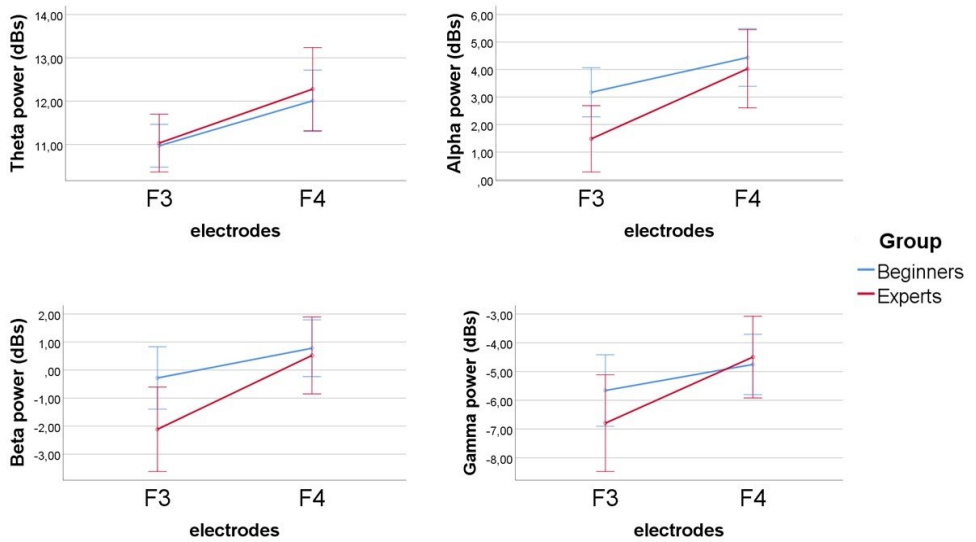 Theta power (dBs)
14,00
13,00
12,00
11,00
F3 F4
electrodes
Alpha power (dBs)
6,00
5,00
4,00
3,00
2,00
1,00
,00
F3 F4
electrodes
Group
Beginners
Experts
Beta power (dBs)
2,00
1,00
,00
-1,00
-2,00
-3,00
F3 F4
electrodes
Gamma power (dBs)
-3,00
-4,00
-5,00
-6,00
-7,00
-8,00
F3 F4
electrodes